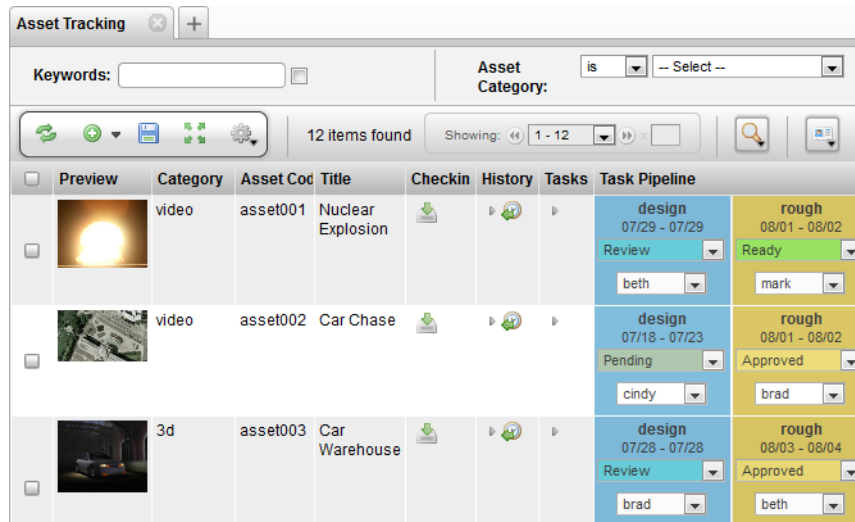 Asset Tracking
Keywords:
Asset Category:
is
-- Select --
12 items found
Showing:
1 - 12
Preview Category Asset Cod Title Checkin History Tasks Task Pipeline
video asset001 Nuclear Explosion
design
07/29 - 07/29
Review
beth
rough
08/01 - 08/02
Ready
mark
video asset002 Car Chase
design
07/18 - 07/23
Pending
cindy
rough
08/01 - 08/02
Approved
brad
3d asset003 Car Warehouse
design
07/28 - 07/28
Review
brad
rough
08/03 - 08/04
Approved
beth